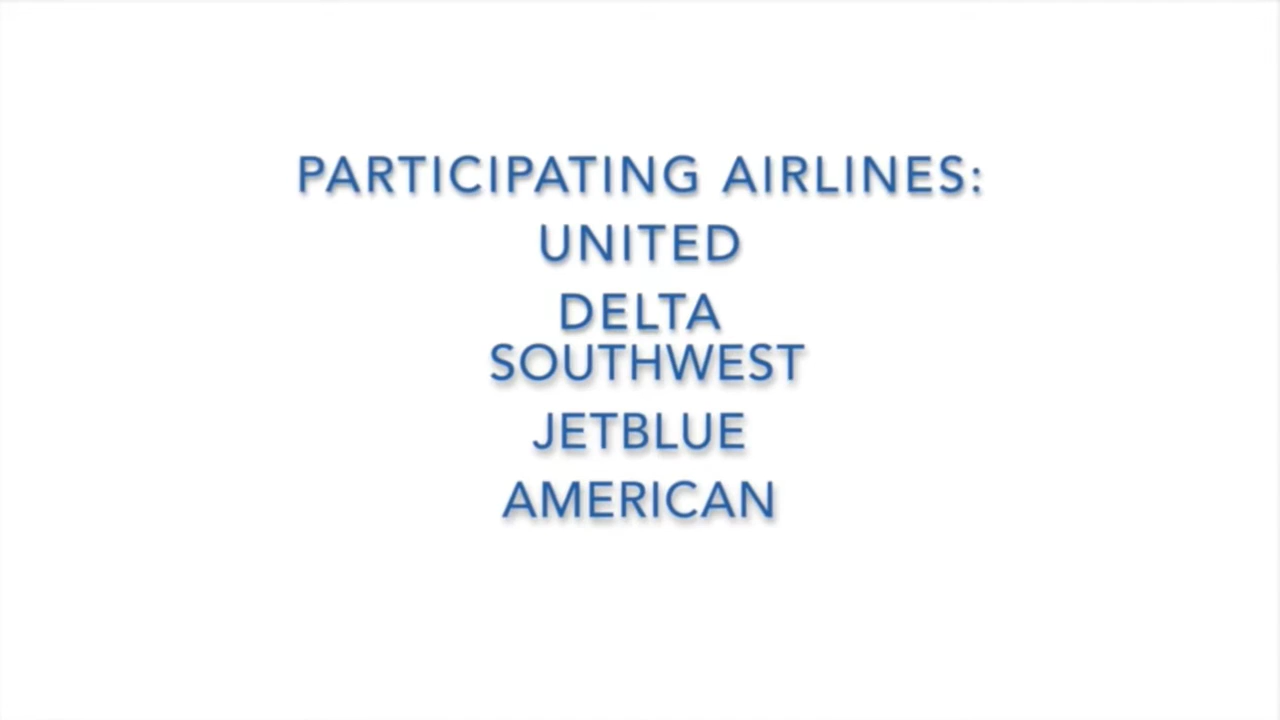 PARTICIPATING AIRLINES:
UNITED
DELTA
SOUTHWEST
JETBLUE
AMERICAN